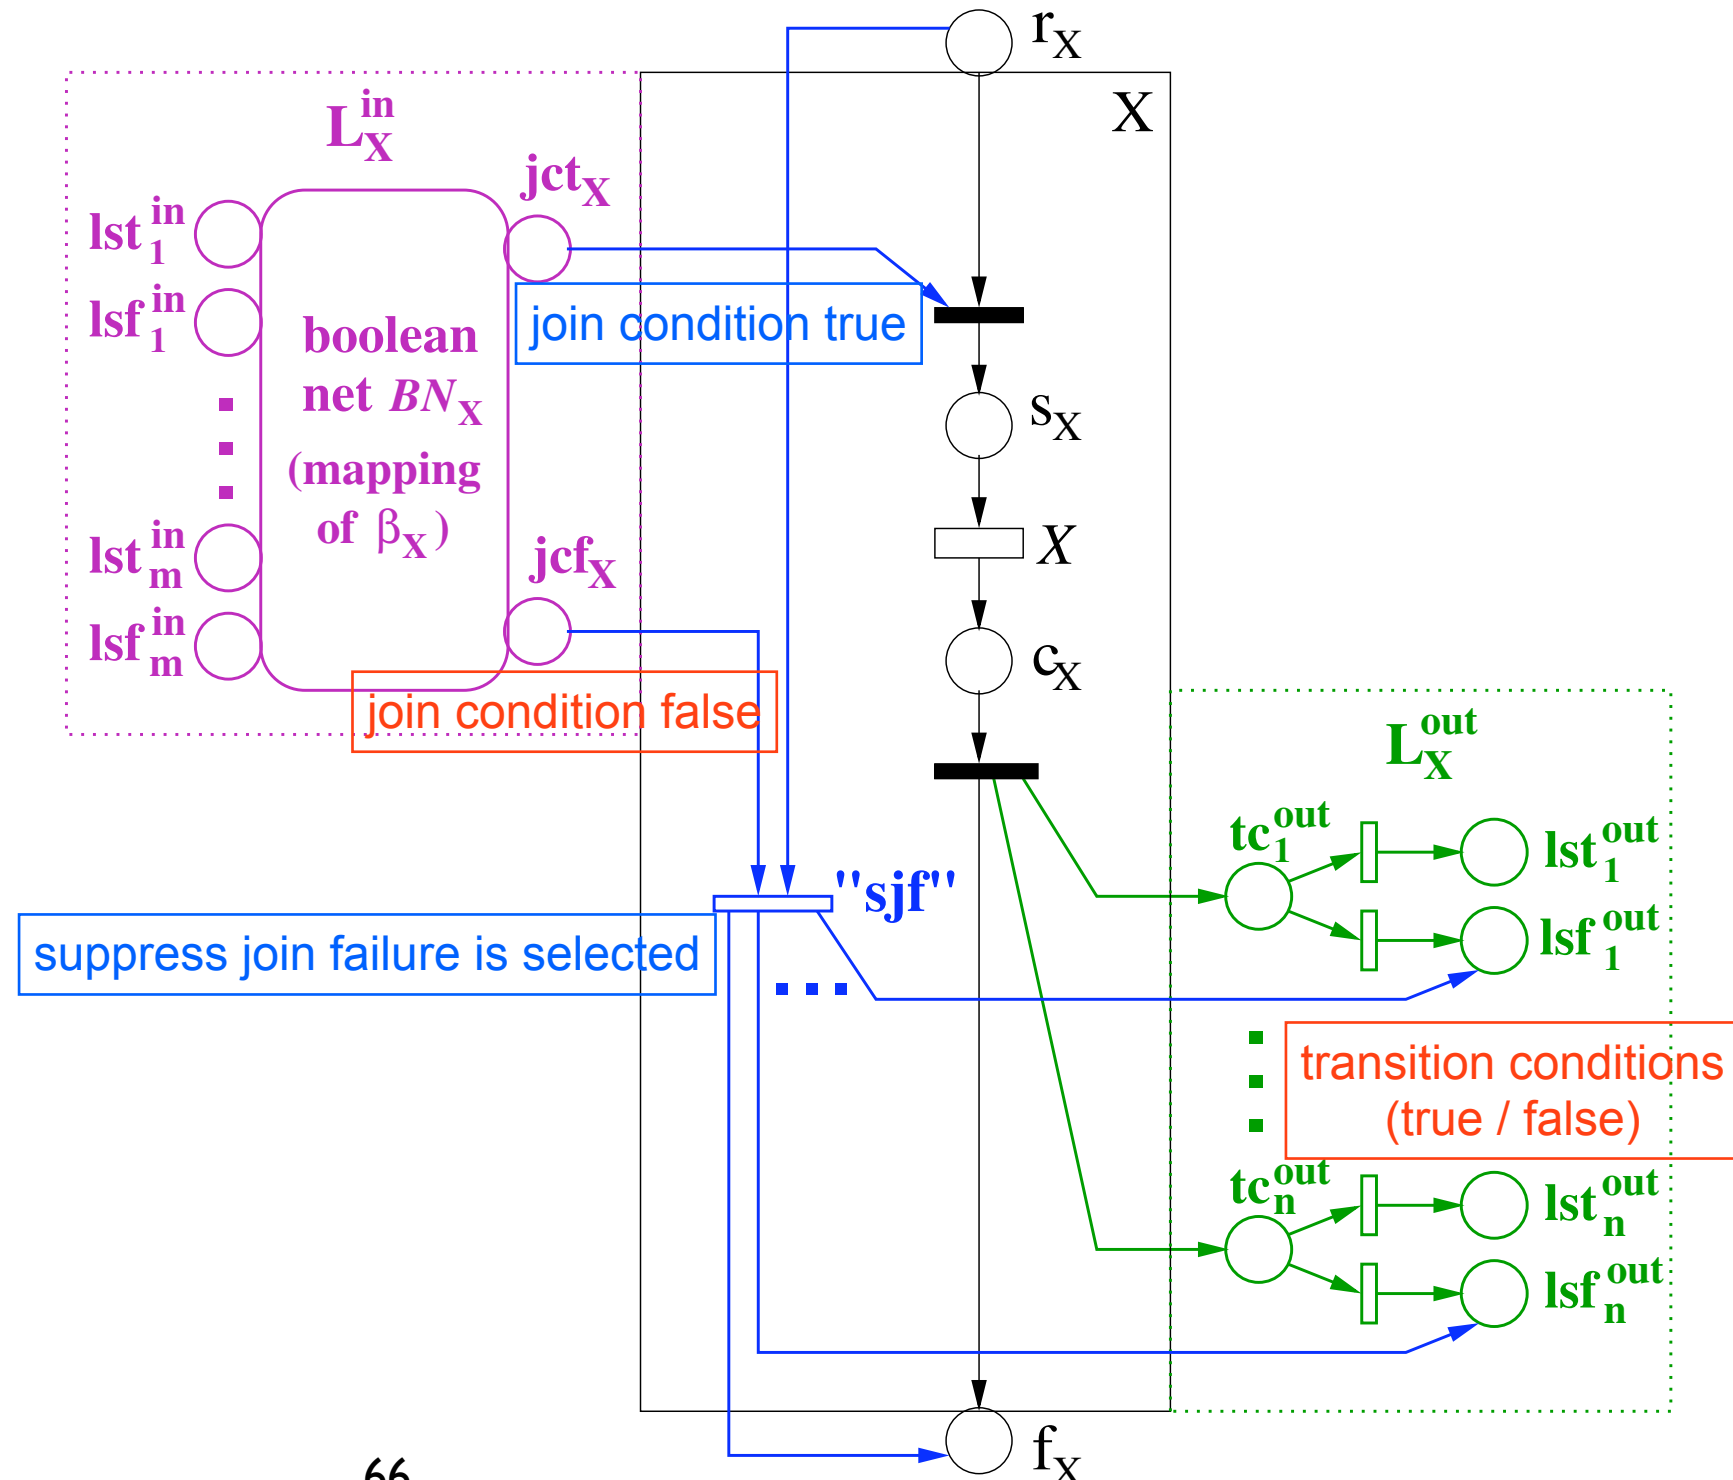 r_X
X
L_X^in
jct_X
lst_1^in
lsf_1^in
join condition true
boolean
net BN_X
(mapping
of β_X)
s_X
X
lst_m^in
lsf_m^in
jcf_X
c_X
join condition false
L_X^out
tc_1^out
lst_1^out
"sjf"
lsf_1^out
suppress join failure is selected
transition conditions
(true / false)
tc_n^out
lst_n^out
lsf_n^out
f_X
66